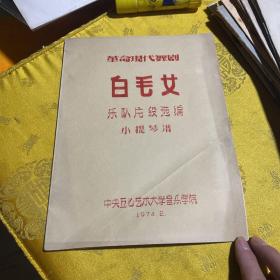 革命现代舞剧
白毛女
乐队片段选编
小提琴谱
中央五七艺术大学音乐学院
1974.2.